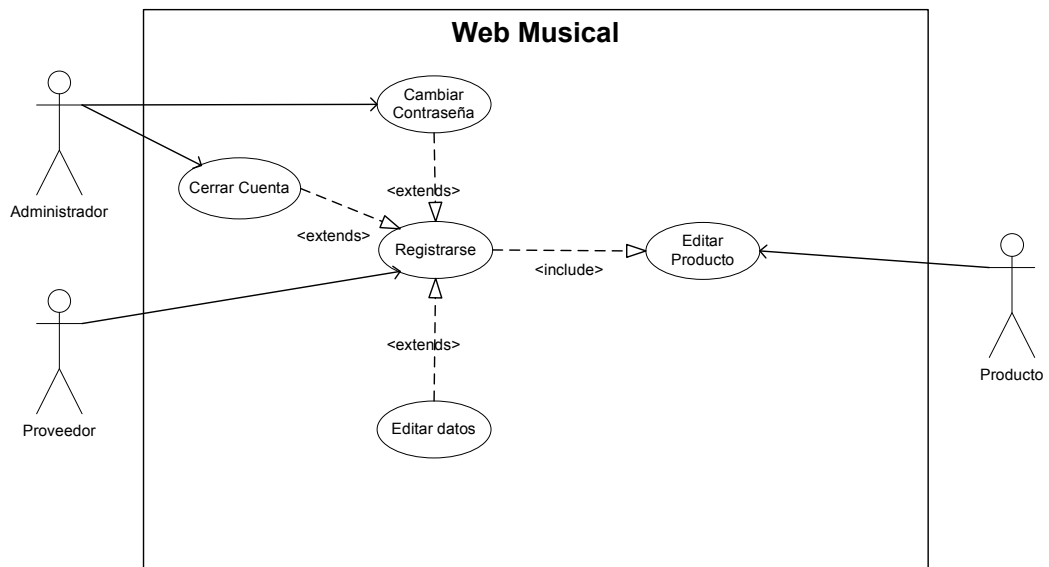 Web Musical
Cambiar
Contraseña
Cerrar Cuenta
Administrador
<extends>
<extends>
Registrarse
Editar
Producto
<include>
<extends>
Producto
Editar datos
Proveedor